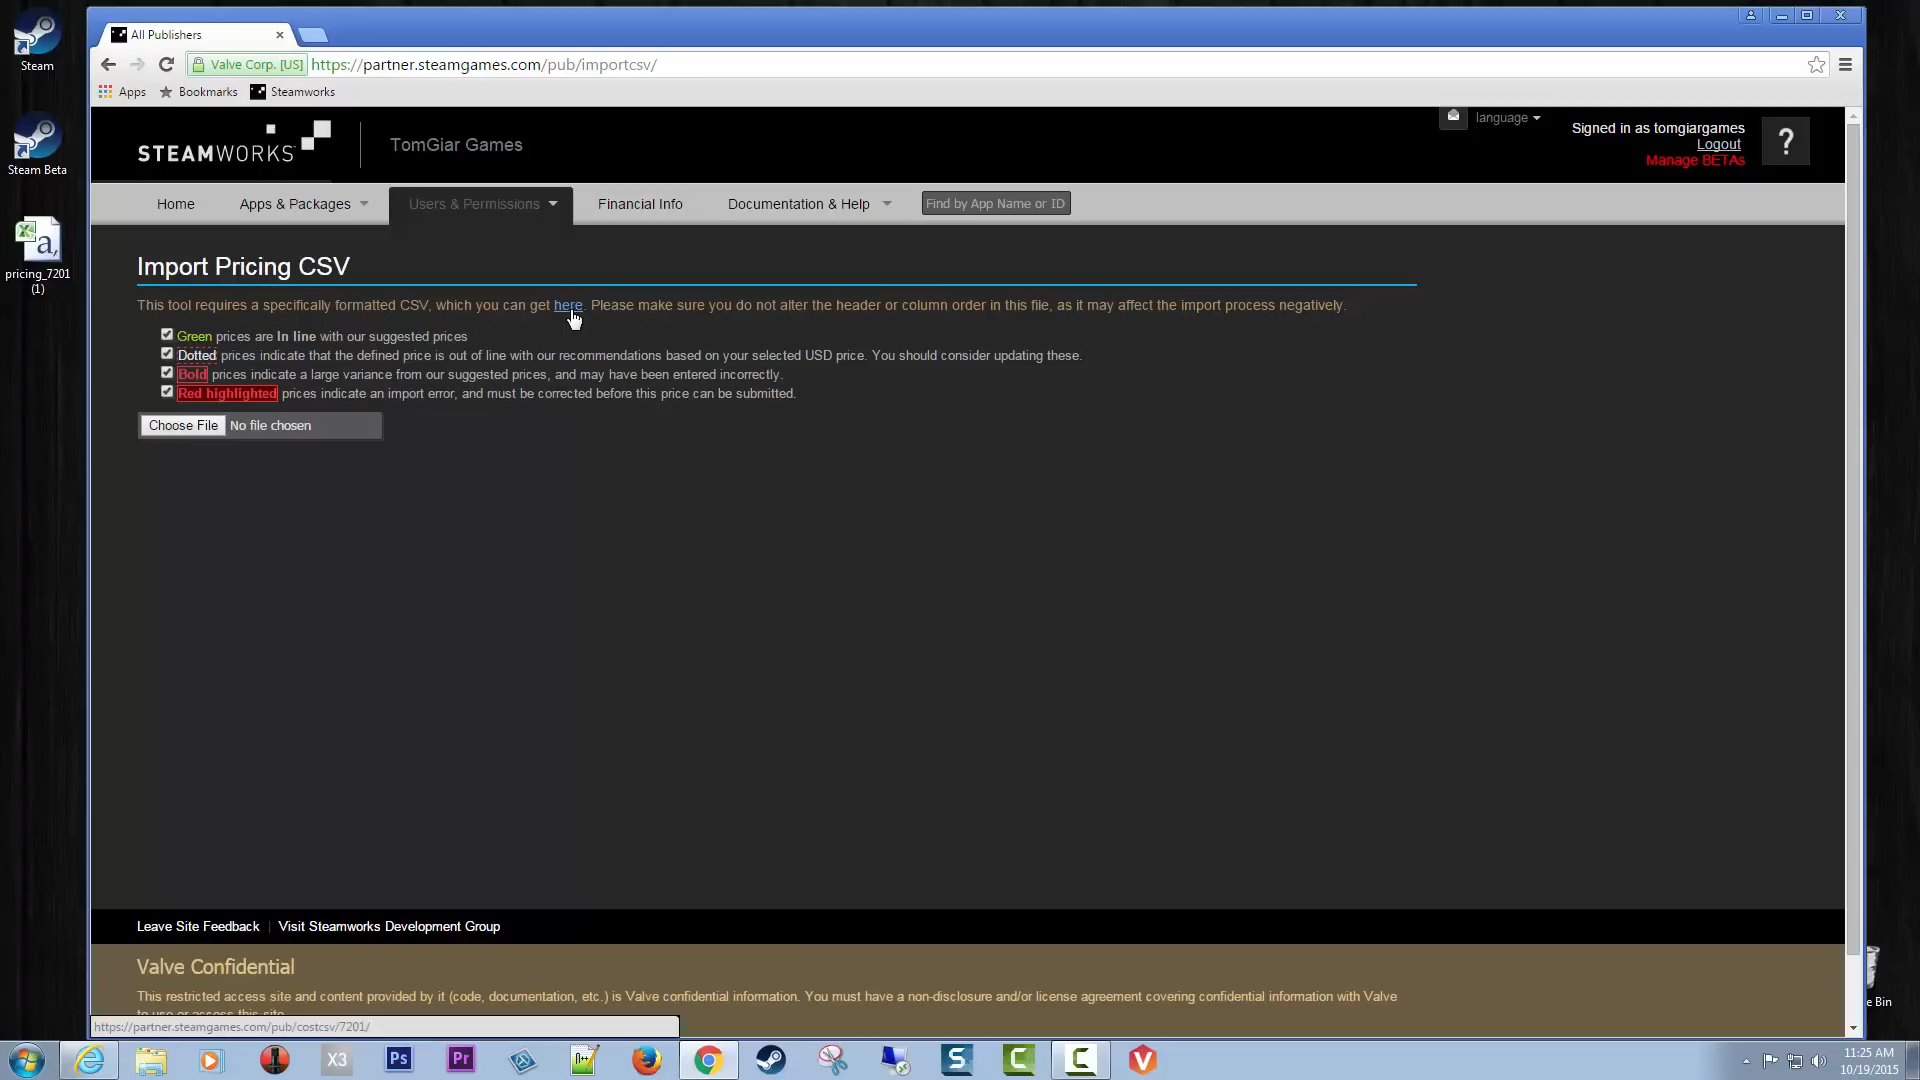 Steam
Steam Beta
pricing_7201
(1)
All Publishers
Valve Corp. [US] https://partner.steamgames.com/pub/importcsv/
Apps Bookmarks Steamworks
STEAMWORKS
TomGiar Games
language
Signed in as tomgiargames
Logout
Manage BETAs
?
Home Apps & Packages Users & Permissions Financial Info Documentation & Help Find by App Name or ID
Import Pricing CSV
This tool requires a specifically formatted CSV, which you can get here. Please make sure you do not alter the header or column order in this file, as it may affect the import process negatively.
Green prices are In line with our suggested prices
Dotted prices indicate that the defined price is out of line with our recommendations based on your selected USD price. You should consider updating these.
Bold prices indicate a large variance from our suggested prices, and may have been entered incorrectly.
Red highlighted prices indicate an import error, and must be corrected before this price can be submitted.
Choose File No file chosen
Leave Site Feedback | Visit Steamworks Development Group
Valve Confidential
This restricted access site and content provided by it (code, documentation, etc.) is Valve confidential information. You must have a non-disclosure and/or license agreement covering confidential information with Valve
to use or access this site.
https://partner.steamgames.com/pub/costcsv/7201/
e Bin
X3 Ps Pr S C C V
11:25 AM
10/19/2015